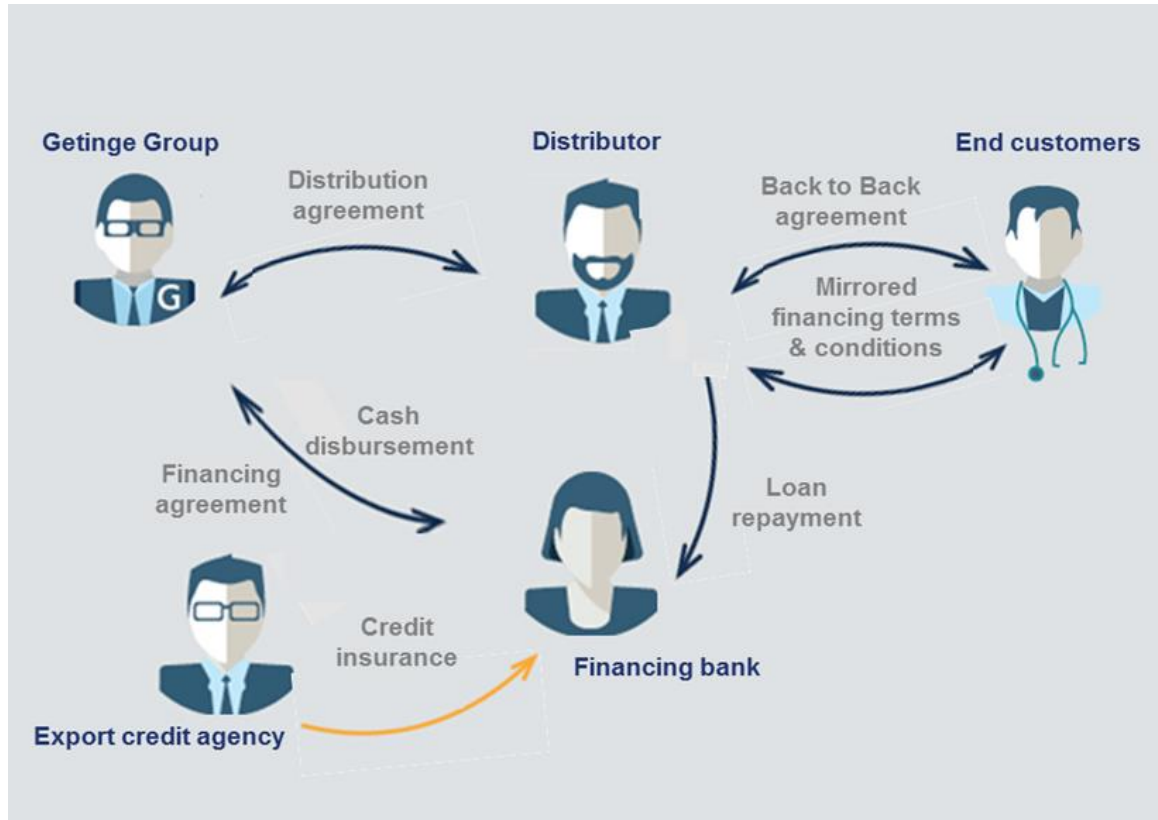 Getinge Group
Distributor
End customers
Distribution
agreement
Back to Back
agreement
G
Mirrored
financing terms
& conditions
Cash
disbursement
Financing
agreement
Loan
repayment
Credit
insurance
Financing bank
Export credit agency